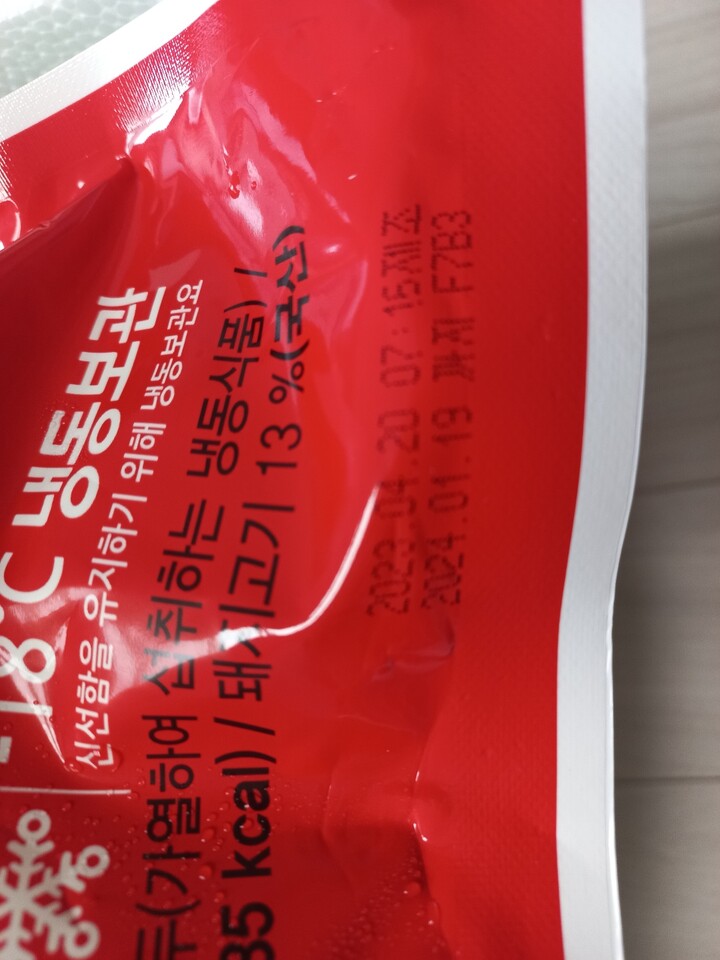 -18℃ 냉동보관
신선함을 유지하기 위해 냉동보관요
두(가열하여 섭취하는 냉동식품) /
85 kcal) / 돼지고기 13 %(국산)
2023.04.20 07:15제조
2024.01.19 까지 F7B3